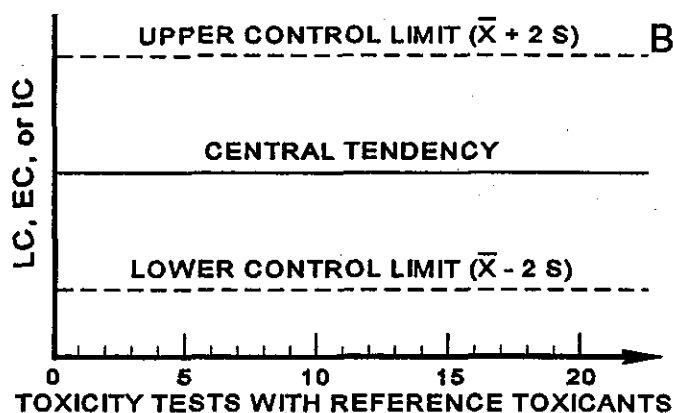 UPPER CONTROL LIMIT (X̄ + 2 S)
B
LC, EC, or IC
CENTRAL TENDENCY
LOWER CONTROL LIMIT (X̄ - 2 S)
0 5 10 15 20
TOXICITY TESTS WITH REFERENCE TOXICANTS